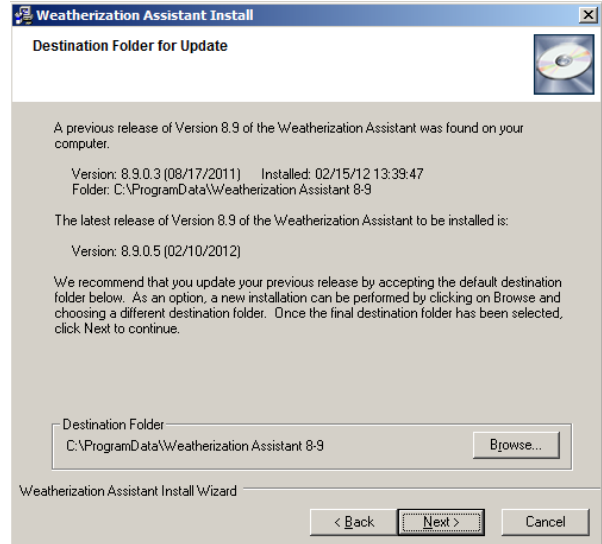 Weatherization Assistant Install
Destination Folder for Update
A previous release of Version 8.9 of the Weatherization Assistant was found on your
computer.
Version: 8.9.0.3 (08/17/2011) Installed: 02/15/12 13:39:47
Folder: C:\ProgramData\Weatherization Assistant 8-9
The latest release of Version 8.9 of the Weatherization Assistant to be installed is:
Version: 8.9.0.5 (02/10/2012)
We recommend that you update your previous release by accepting the default destination
folder below. As an option, a new installation can be performed by clicking on Browse and
choosing a different destination folder. Once the final destination folder has been selected,
click Next to continue.
Destination Folder
C:\ProgramData\Weatherization Assistant 8-9 Browse...
Weatherization Assistant Install Wizard
< Back Next > Cancel